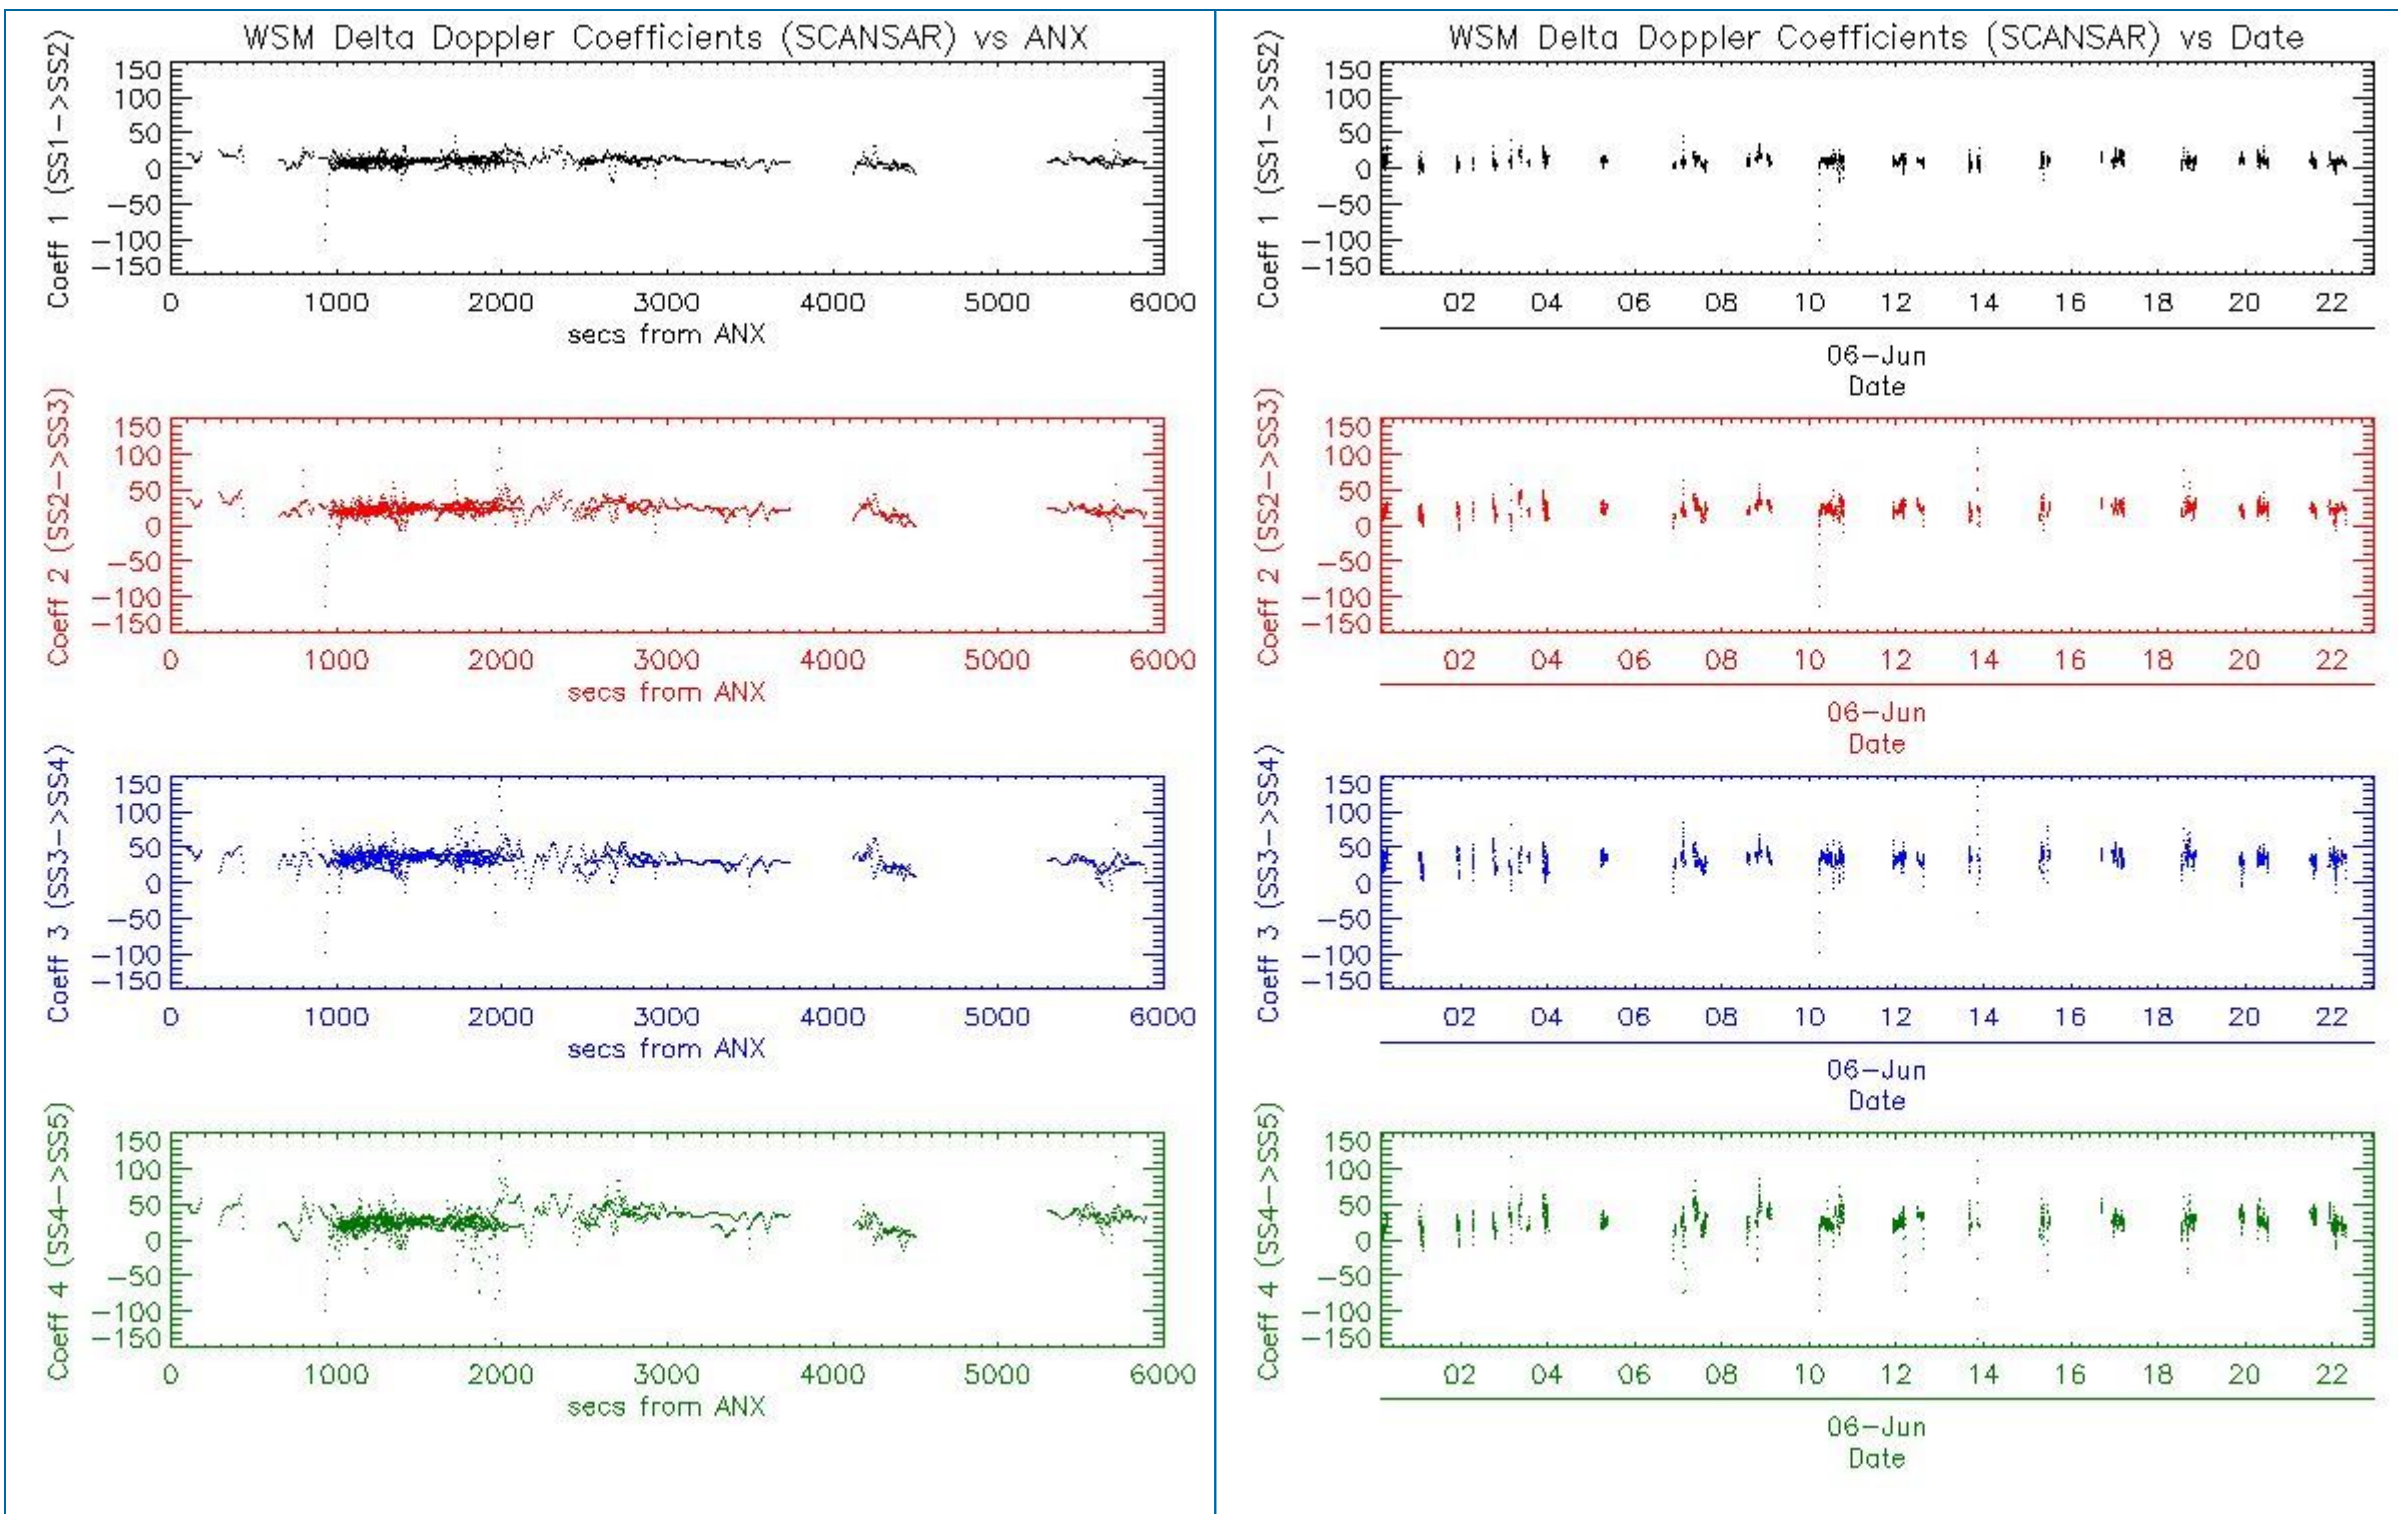 WSM Delta Doppler Coefficients (SCANSAR) vs ANX
Coeff 1 (SS1->SS2)
150
100
50
0
-50
-100
-150
0 1000 2000 3000 4000 5000 6000
secs from ANX
Coeff 2 (SS2->SS3)
150
100
50
0
-50
-100
-150
0 1000 2000 3000 4000 5000 6000
secs from ANX
Coeff 3 (SS3->SS4)
150
100
50
0
-50
-100
-150
0 1000 2000 3000 4000 5000 6000
secs from ANX
Coeff 4 (SS4->SS5)
150
100
50
0
-50
-100
-150
0 1000 2000 3000 4000 5000 6000
secs from ANX
WSM Delta Doppler Coefficients (SCANSAR) vs Date
Coeff 1 (SS1->SS2)
150
100
50
0
-50
-100
-150
02 04 06 08 10 12 14 16 18 20 22
06-Jun
Date
Coeff 2 (SS2->SS3)
150
100
50
0
-50
-100
-150
02 04 06 08 10 12 14 16 18 20 22
06-Jun
Date
Coeff 3 (SS3->SS4)
150
100
50
0
-50
-100
-150
02 04 06 08 10 12 14 16 18 20 22
06-Jun
Date
Coeff 4 (SS4->SS5)
150
100
50
0
-50
-100
-150
02 04 06 08 10 12 14 16 18 20 22
06-Jun
Date